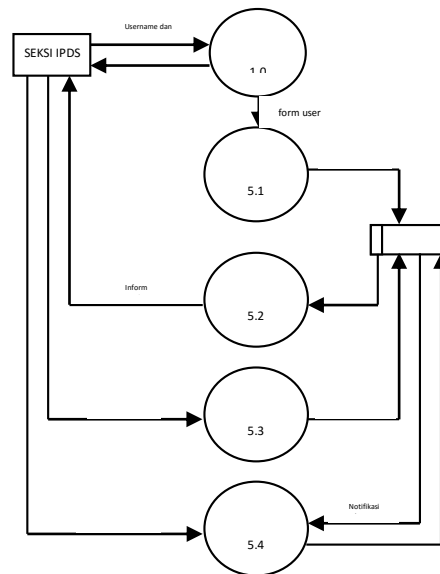 Username dan
SEKSI IPDS
1.0
form user
5.1
Inform
5.2
5.3
Notifikasi
5.4